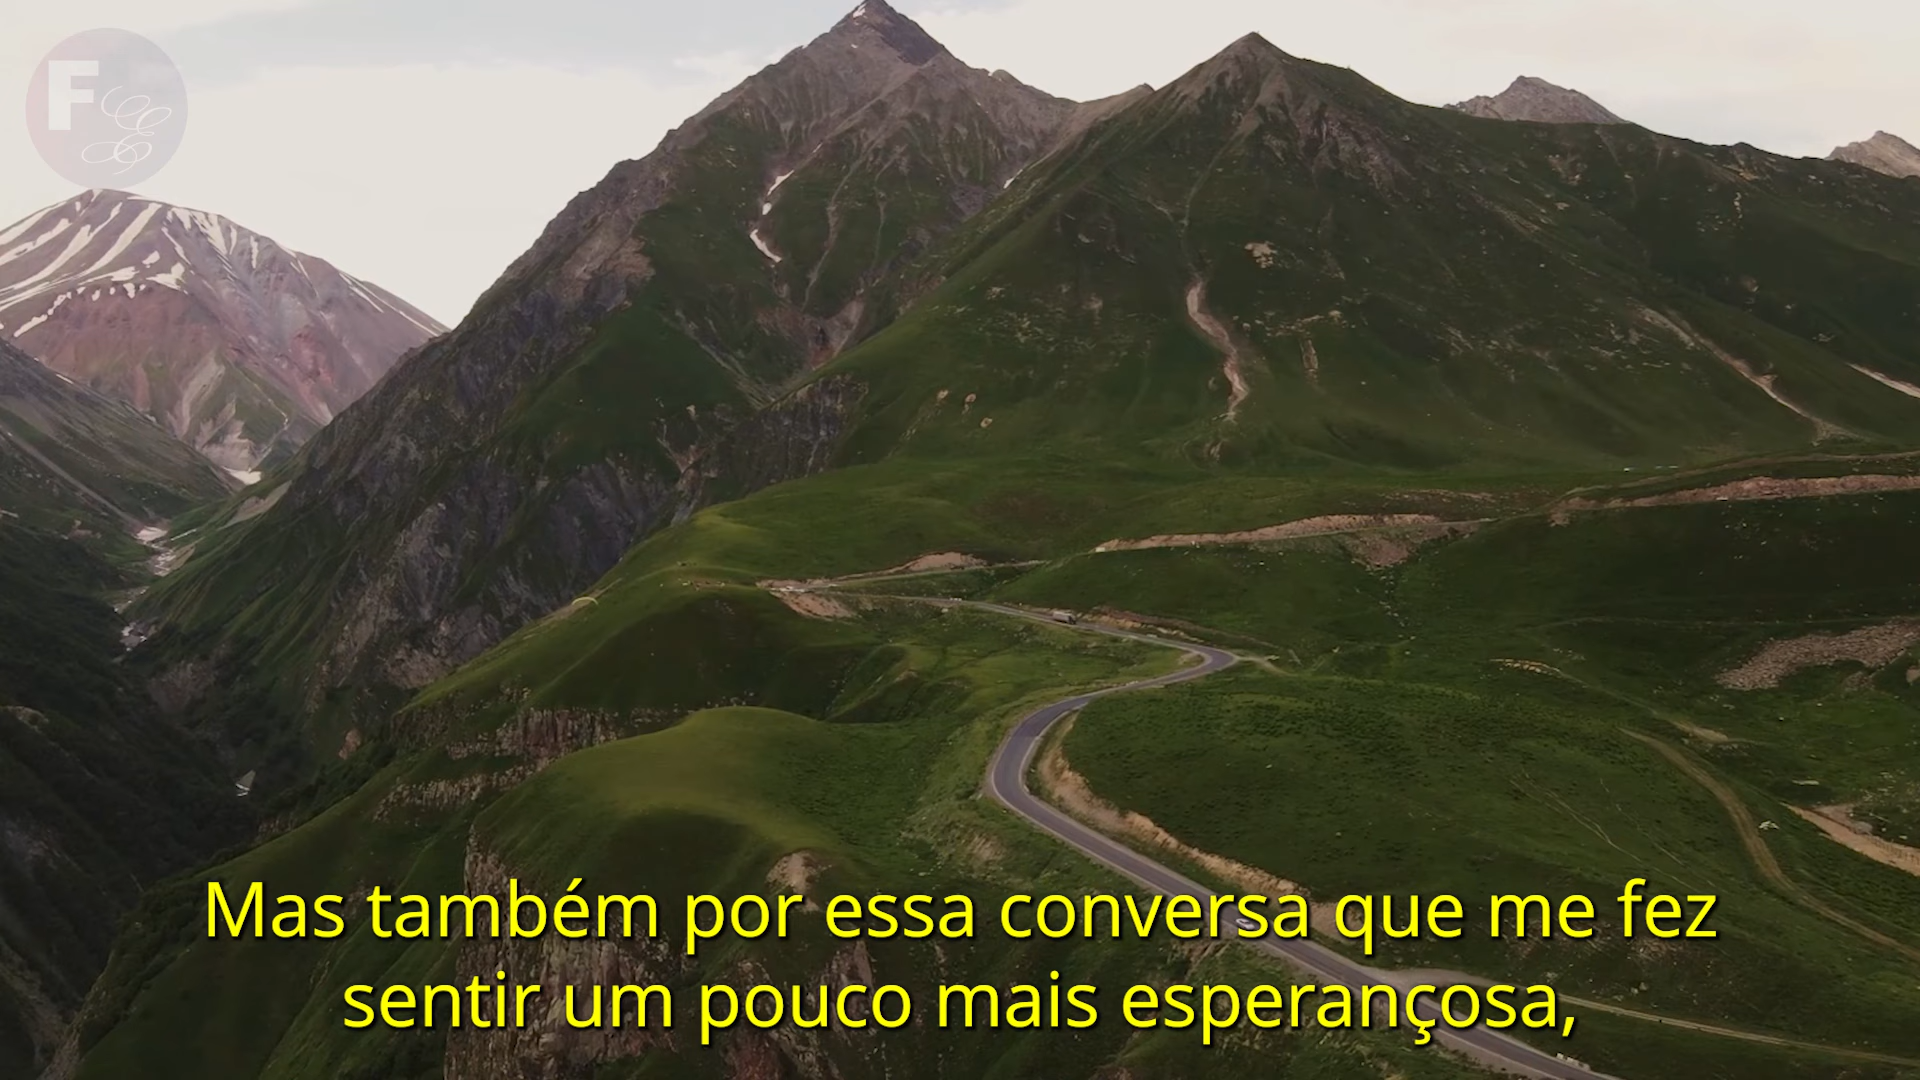 F E
Mas também por essa conversa que me fez
sentir um pouco mais esperançosa,